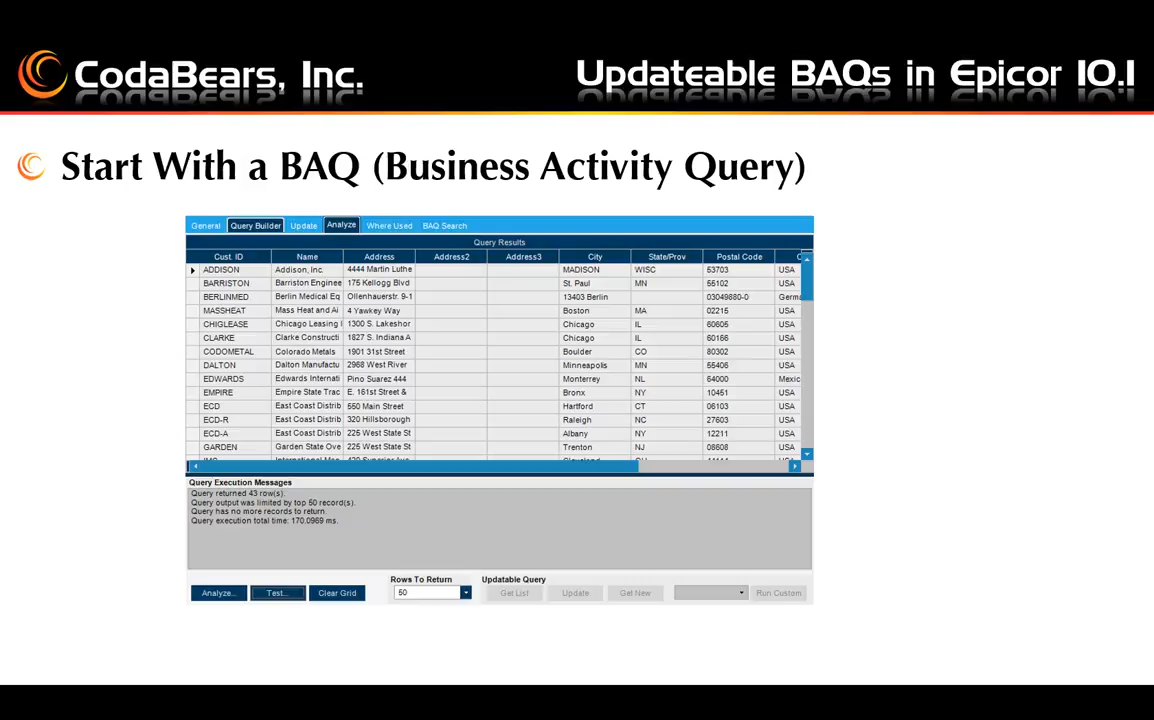 CodaBears, Inc.
Updateable BAQs in Epicor 10.1
Start With a BAQ (Business Activity Query)
General Query Builder Update Analyze Where Used BAQ Search
Query Results
Cust. ID Name Address Address2 Address3 City State/Prov Postal Code
ADDISON Addison, Inc. 4444 Martin Luthe MADISON WISC 53703 USA
BARRISTON Barriston Enginee 175 Kellogg Blvd St. Paul MN 55102 USA
BERLINMED Berlin Medical Eq Ollenhauerstr. 9-1 13403 Berlin 03049880-0 Germa
MASSHEAT Mass Heat and Ai 4 Yawkey Way Boston MA 02215 USA
CHIGLEASE Chicago Leasing I 1300 S. Lakeshor Chicago IL 60605 USA
CLARKE Clarke Constructi 1827 S. Indiana A Chicago IL 60166 USA
CODOMETAL Colorado Metals 1901 31st Street Boulder CO 80302 USA
DALTON Dalton Manufactu 2968 West River Minneapolis MN 55406 USA
EDWARDS Edwards Internati Pino Suarez 444 Monterrey NL 64000 Mexic
EMPIRE Empire State Trac E. 161st Street & Bronx NY 10451 USA
ECD East Coast Distrib 550 Main Street Hartford CT 06103 USA
ECD-R East Coast Distrib 320 Hillsborough Raleigh NC 27603 USA
ECD-A East Coast Distrib 225 West State St Albany NY 12211 USA
GARDEN Garden State Ove 225 West State St Trenton NJ 08608 USA
Query Execution Messages
Query returned 43 row(s).
Query output was limited by top 50 record(s).
Query has no more records to return.
Query execution total time: 170.0969 ms.
Rows To Return Updatable Query
Analyze... Test... Clear Grid 50 Get List Update Get New Run Custom